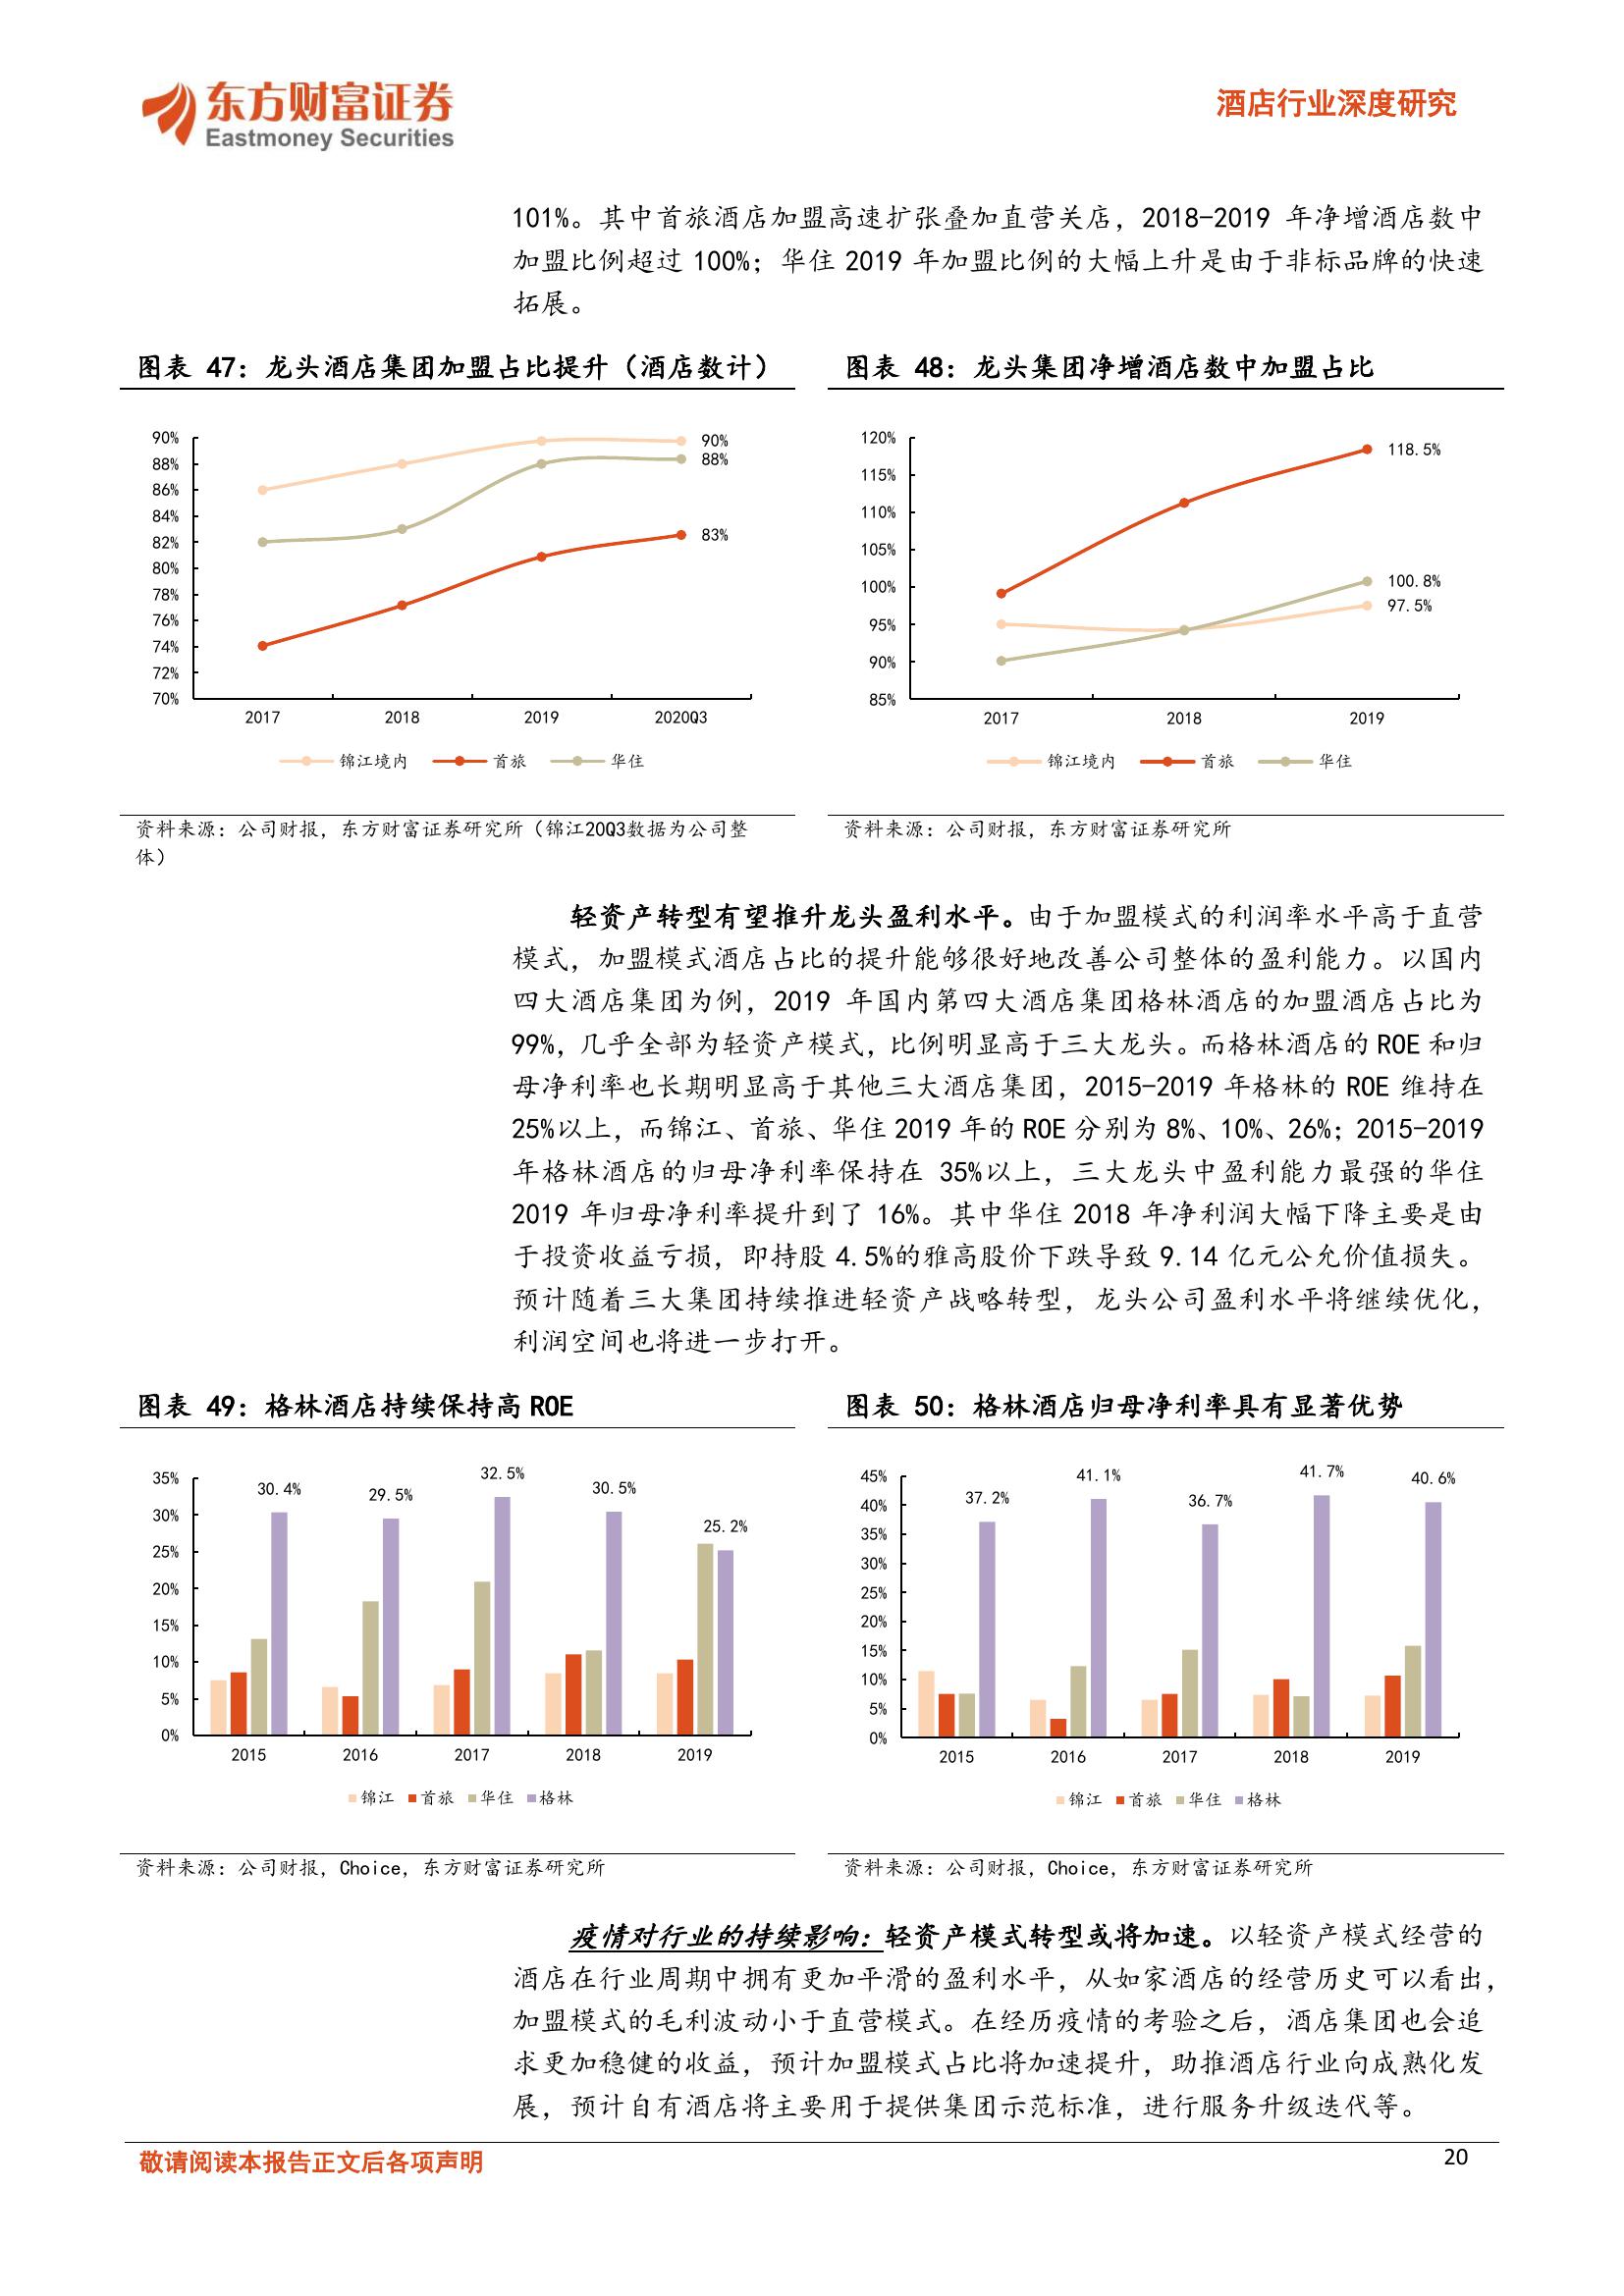 东方财富证券
Eastmoney Securities
酒店行业深度研究
101%。其中首旅酒店加盟高速扩张叠加直营关店，2018-2019 年净增酒店数中
加盟比例超过 100%；华住 2019 年加盟比例的大幅上升是由于非标品牌的快速
拓展。
图表 47：龙头酒店集团加盟占比提升（酒店数计）
90%
88%
86%
84%
82%
80%
78%
76%
74%
72%
70%
90%
88%
83%
2017 2018 2019 2020Q3
锦江境内 首旅 华住
资料来源：公司财报，东方财富证券研究所（锦江20Q3数据为公司整
体）
图表 48：龙头集团净增酒店数中加盟占比
120%
115%
110%
105%
100%
95%
90%
85%
118.5%
100.8%
97.5%
2017 2018 2019
锦江境内 首旅 华住
资料来源：公司财报，东方财富证券研究所
轻资产转型有望推升龙头盈利水平。由于加盟模式的利润率水平高于直营
模式，加盟模式酒店占比的提升能够很好地改善公司整体的盈利能力。以国内
四大酒店集团为例，2019 年国内第四大酒店集团格林酒店的加盟酒店占比为
99%，几乎全部为轻资产模式，比例明显高于三大龙头。而格林酒店的 ROE 和归
母净利率也长期明显高于其他三大酒店集团，2015-2019 年格林的 ROE 维持在
25%以上，而锦江、首旅、华住 2019 年的 ROE 分别为 8%、10%、26%；2015-2019
年格林酒店的归母净利率保持在 35%以上，三大龙头中盈利能力最强的华住
2019 年归母净利率提升到了 16%。其中华住 2018 年净利润大幅下降主要是由
于投资收益亏损，即持股 4.5%的雅高股价下跌导致 9.14 亿元公允价值损失。
预计随着三大集团持续推进轻资产战略转型，龙头公司盈利水平将继续优化，
利润空间也将进一步打开。
图表 49：格林酒店持续保持高 ROE
35%
30%
25%
20%
15%
10%
5%
0%
30.4%
29.5%
32.5%
30.5%
25.2%
2015 2016 2017 2018 2019
锦江 首旅 华住 格林
资料来源：公司财报，Choice，东方财富证券研究所
图表 50：格林酒店归母净利率具有显著优势
45%
40%
35%
30%
25%
20%
15%
10%
5%
0%
37.2%
41.1%
36.7%
41.7%
40.6%
2015 2016 2017 2018 2019
锦江 首旅 华住 格林
资料来源：公司财报，Choice，东方财富证券研究所
疫情对行业的持续影响：轻资产模式转型或将加速。以轻资产模式经营的
酒店在行业周期中拥有更加平滑的盈利水平，从如家酒店的经营历史可以看出，
加盟模式的毛利波动小于直营模式。在经历疫情的考验之后，酒店集团也会追
求更加稳健的收益，预计加盟模式占比将加速提升，助推酒店行业向成熟化发
展，预计自有酒店将主要用于提供集团示范标准，进行服务升级迭代等。
敬请阅读本报告正文后各项声明
20